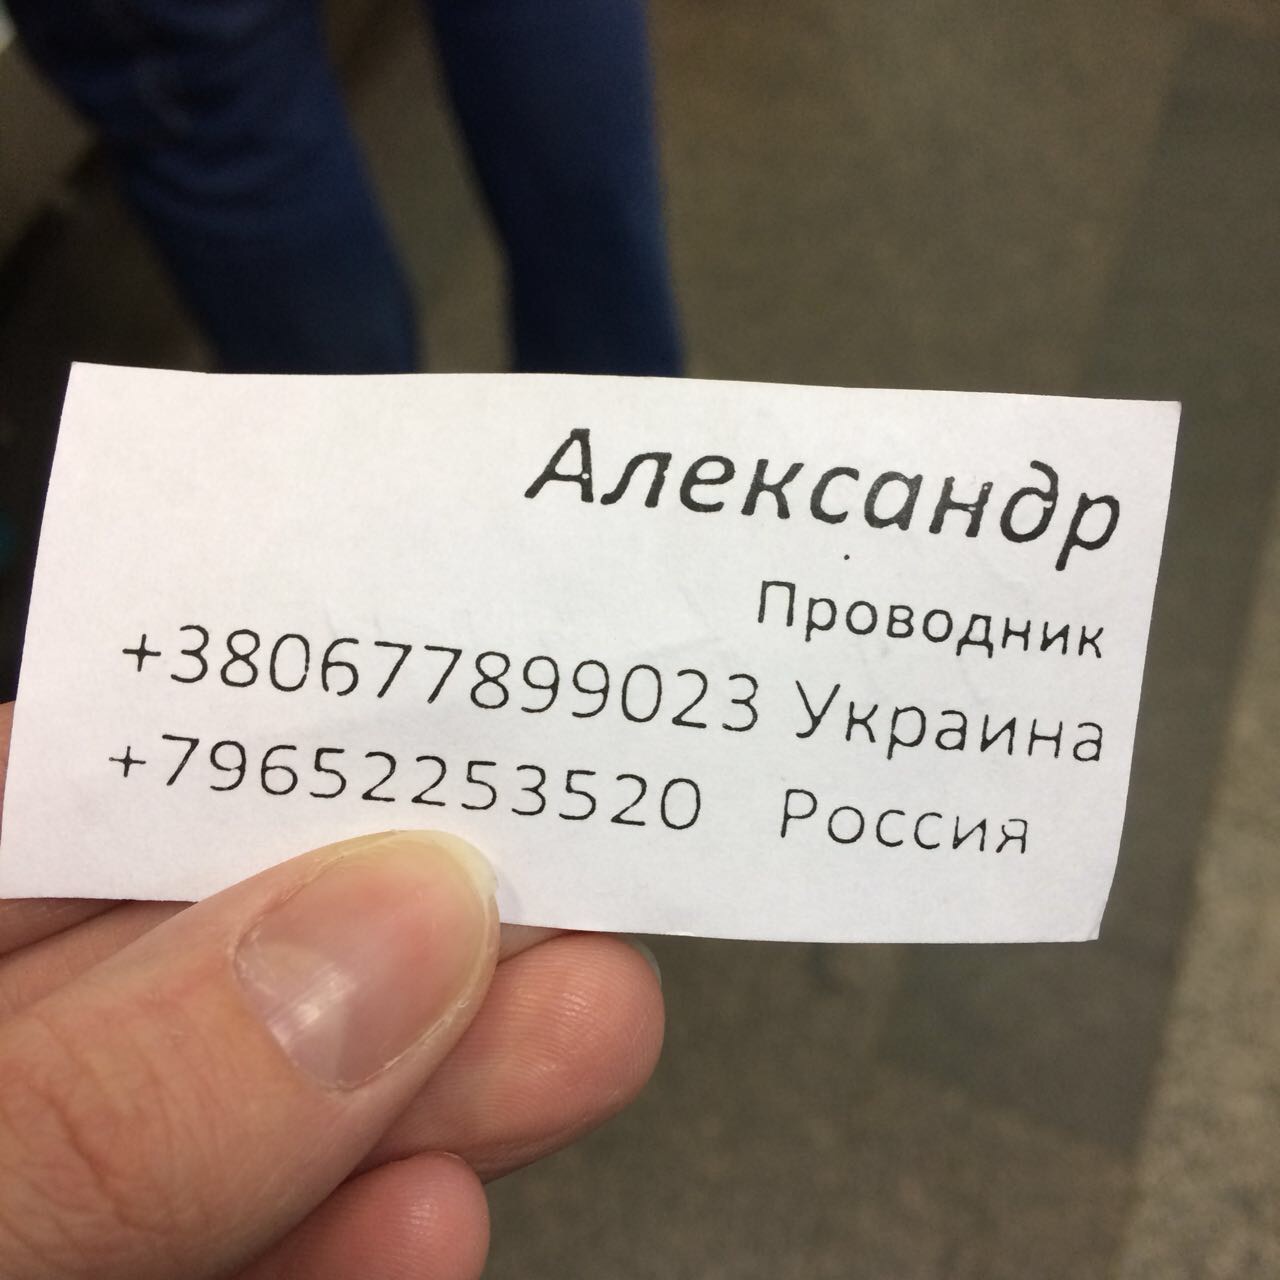 Александр
Проводник
+380677899023 Украина
+79652253520 Россия